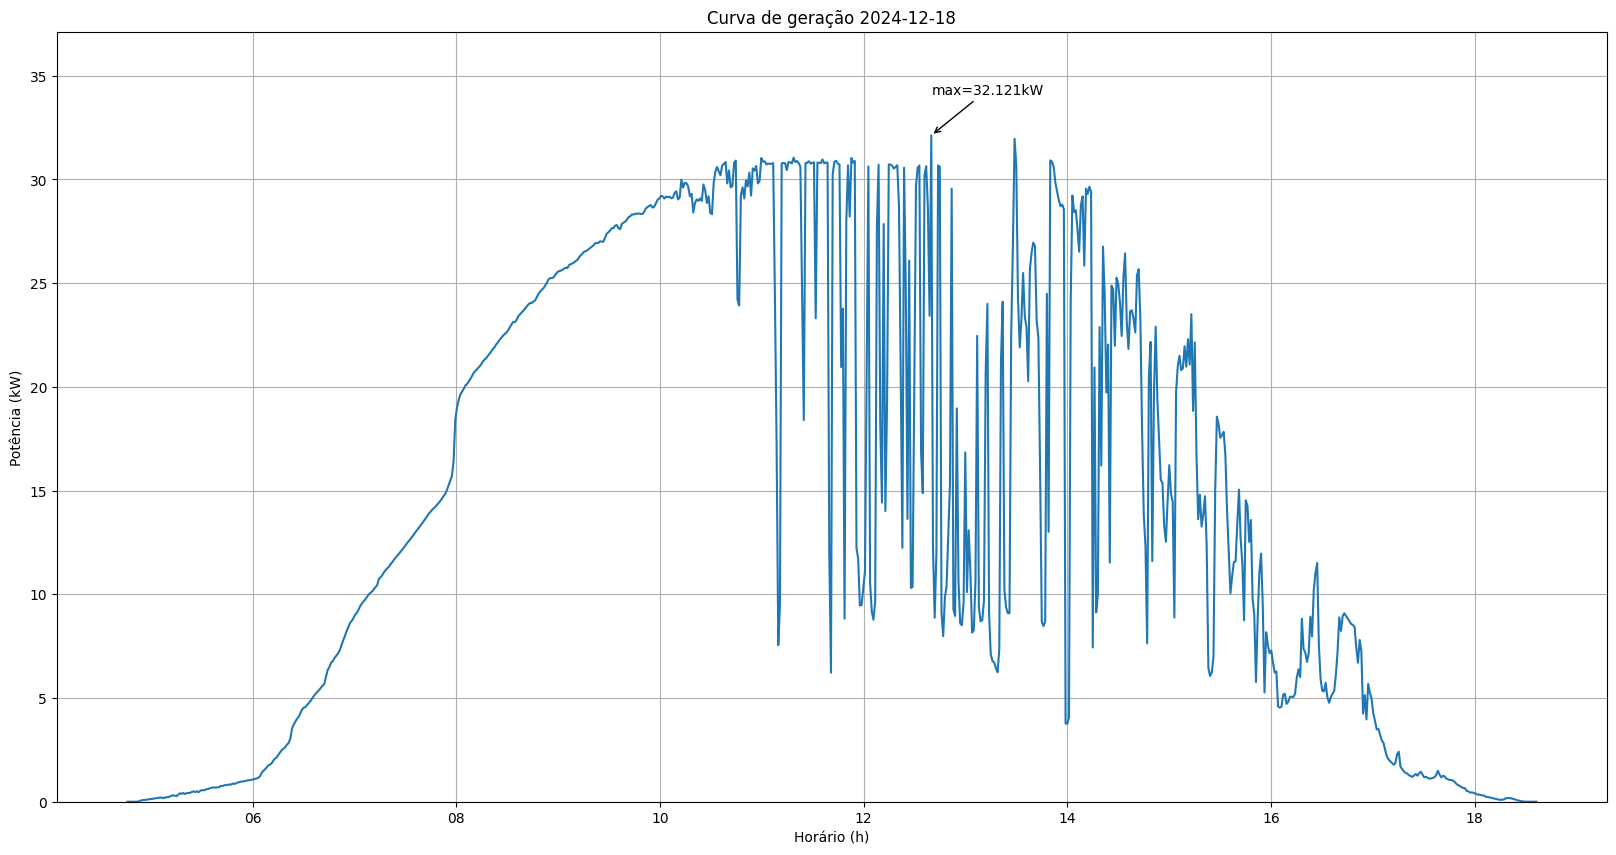 Curva de geração 2024-12-18
max=32.121kW
Potência (kW)
35
30
25
20
15
10
5
0
06 08 10 12 14 16 18
Horário (h)